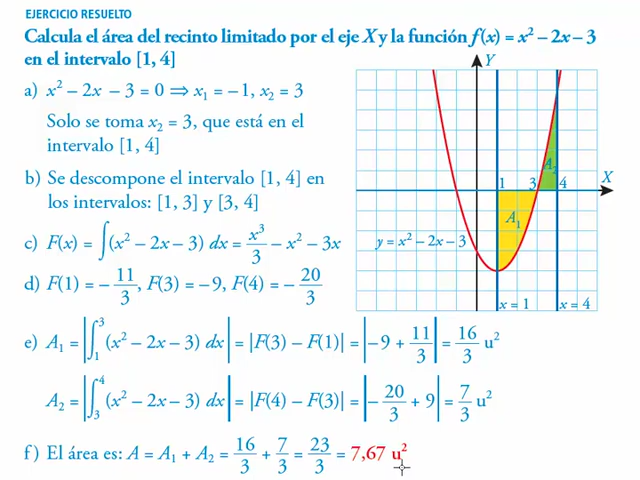 EJERCICIO RESUELTO
Calcula el área del recinto limitado por el eje X y la función f(x) = x² – 2x – 3
en el intervalo [1, 4]
a) x² – 2x – 3 = 0 ⇒ x₁ = –1, x₂ = 3
Solo se toma x₂ = 3, que está en el
intervalo [1, 4]
b) Se descompone el intervalo [1, 4] en
los intervalos: [1, 3] y [3, 4]
c) F(x) = ∫(x² – 2x – 3) dx = x³/3 – x² – 3x
d) F(1) = – 11/3, F(3) = –9, F(4) = – 20/3
Y
X
1
3
4
A₁
A₂
y = x² – 2x – 3
x = 1
x = 4
e) A₁ = |∫₁³ (x² – 2x – 3) dx| = |F(3) – F(1)| = |–9 + 11/3| = 16/3 u²
A₂ = |∫₃⁴ (x² – 2x – 3) dx| = |F(4) – F(3)| = |– 20/3 + 9| = 7/3 u²
f) El área es: A = A₁ + A₂ = 16/3 + 7/3 = 23/3 = 7,67 u²